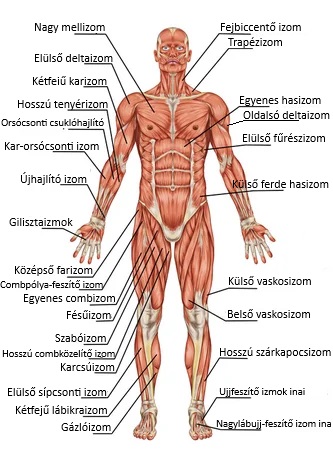 Nagy mellizom
Elülső deltaizom
Kétfejű karizom
Hosszú tenyérizom
Orsócsonti csuklóhajlító
Kar-orsócsonti izom
Újhajlító izom
Gilisztaizmok
Középső farizom
Combpólya-feszítő izom
Egyenes combizom
Fésűizom
Szabóizom
Hosszú combközelítő izom
Karcsúizom
Elülső sípcsonti izom
Kétfejű lábikraizom
Gázlóizom
Fejbiccentő izom
Trapézizom
Egyenes hasizom
Oldalsó deltaizom
Elülső fűrészizom
Külső ferde hasizom
Külső vaskosizom
Belső vaskosizom
Hosszú szárkapocsizom
Ujjfeszítő izmok inai
Nagylábujj-feszítő izom ina